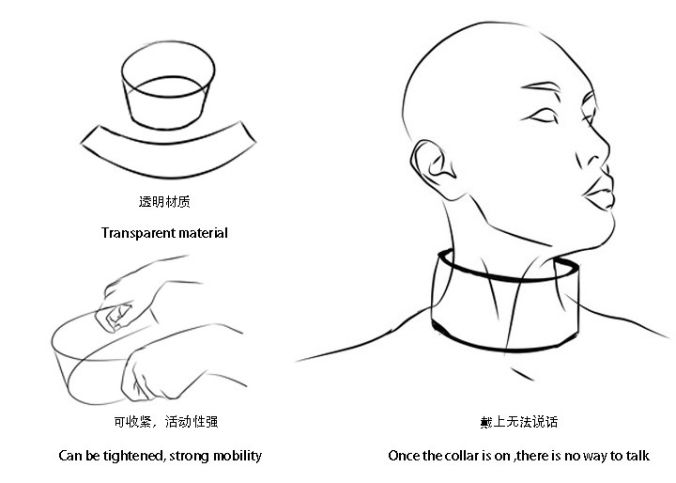 透明材质
Transparent material
可收紧，活动性强
Can be tightened, strong mobility
戴上无法说话
Once the collar is on ,there is no way to talk